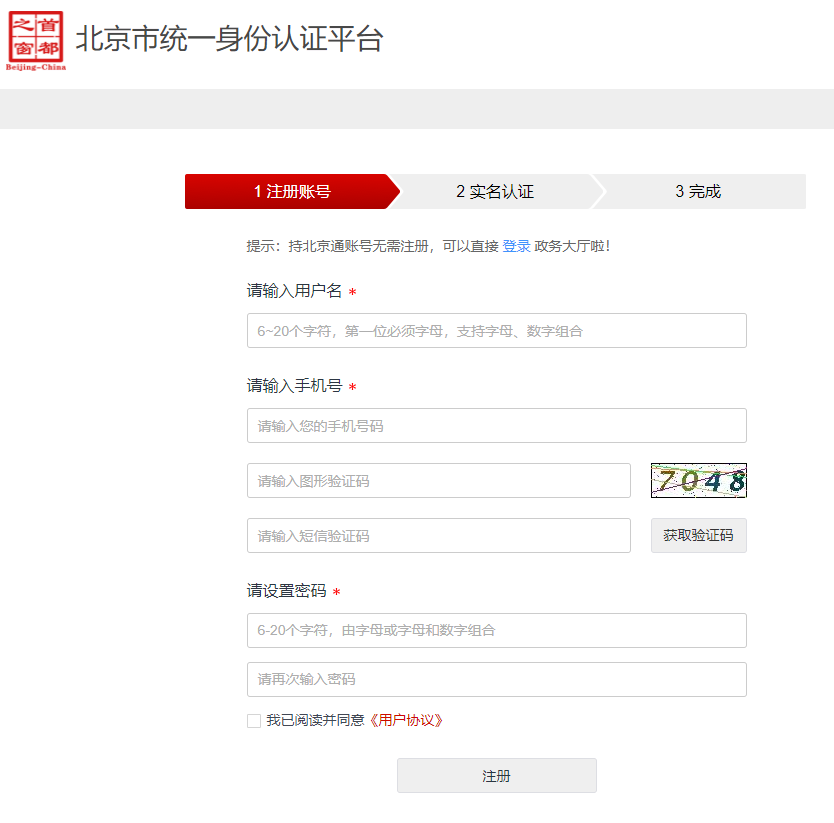 首都之窗
Beijing-China
北京市统一身份认证平台
1 注册账号
2 实名认证
3 完成
提示：持北京通账号无需注册，可以直接 登录 政务大厅啦！
请输入用户名 *
6~20个字符，第一位必须字母，支持字母、数字组合
请输入手机号 *
请输入您的手机号码
请输入图形验证码
7048
请输入短信验证码
获取验证码
请设置密码 *
6-20个字符，由字母或字母和数字组合
请再次输入密码
我已阅读并同意《用户协议》
注册